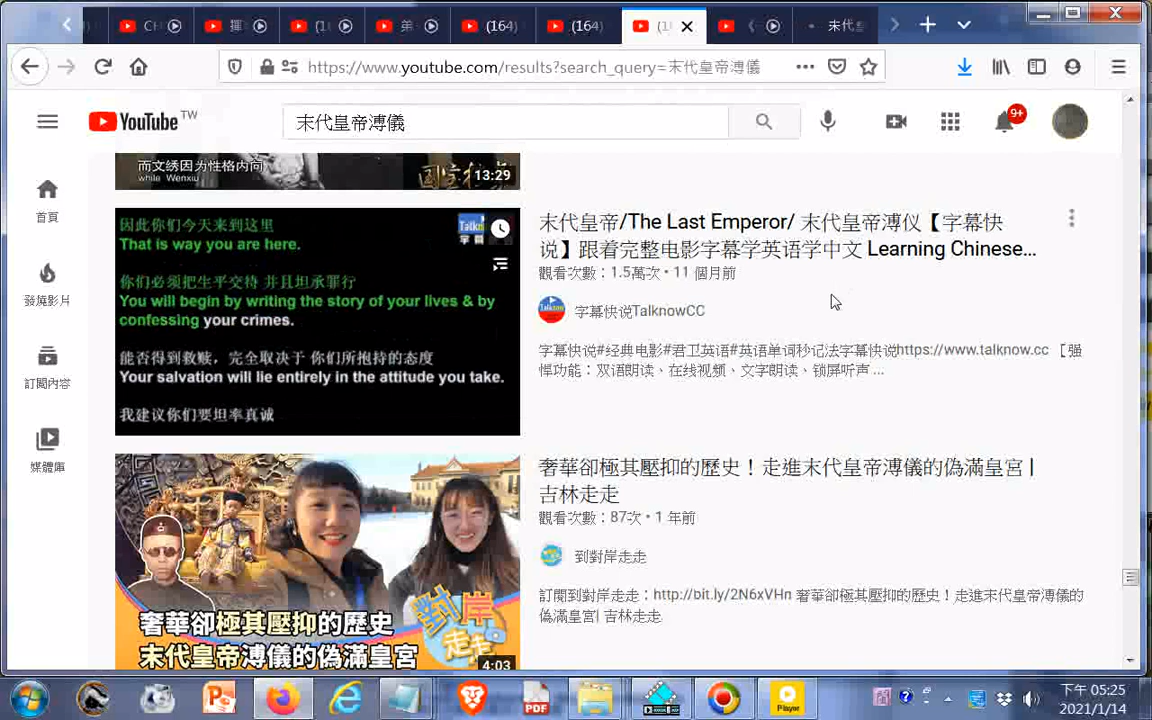 CH
(1
弟
(164)
(164)
(1
末代皇
https://www.youtube.com/results?search_query=末代皇帝溥儀
YouTube TW
末代皇帝溥儀
9+
首頁
發燒影片
訂閱內容
媒體庫
而文绣因为性格内向
while Wenxiu
13:29
因此你们今天来到这里
That is way you are here.
你们必须把生平交待 并且坦承罪行
You will begin by writing the story of your lives & by
confessing your crimes.
能否得到救赎，完全取决于 你们所抱持的态度
Your salvation will lie entirely in the attitude you take.
我建议你们要坦率真诚
末代皇帝/The Last Emperor/ 末代皇帝溥仪【字幕快
说】跟着完整电影字幕学英语学中文 Learning Chinese...
觀看次數：1.5萬次 • 11 個月前
字幕快说TalknowCC
字幕快说#经典电影#君卫英语#英语单词秒记法字幕快说https://www.talknow.cc 【强
悍功能：双语朗读、在线视频、文字朗读、锁屏听声 ...
奢華卻極其壓抑的歷史
末代皇帝溥儀的偽滿皇宮
對岸
走走
4:03
奢華卻極其壓抑的歷史！走進末代皇帝溥儀的偽滿皇宮 |
吉林走走
觀看次數：87次 • 1 年前
到對岸走走
訂閱到對岸走走：http://bit.ly/2N6xVHn 奢華卻極其壓抑的歷史！走進末代皇帝溥儀的
偽滿皇宮| 吉林走走
PDF
Player
下午 05:25
2021/1/14